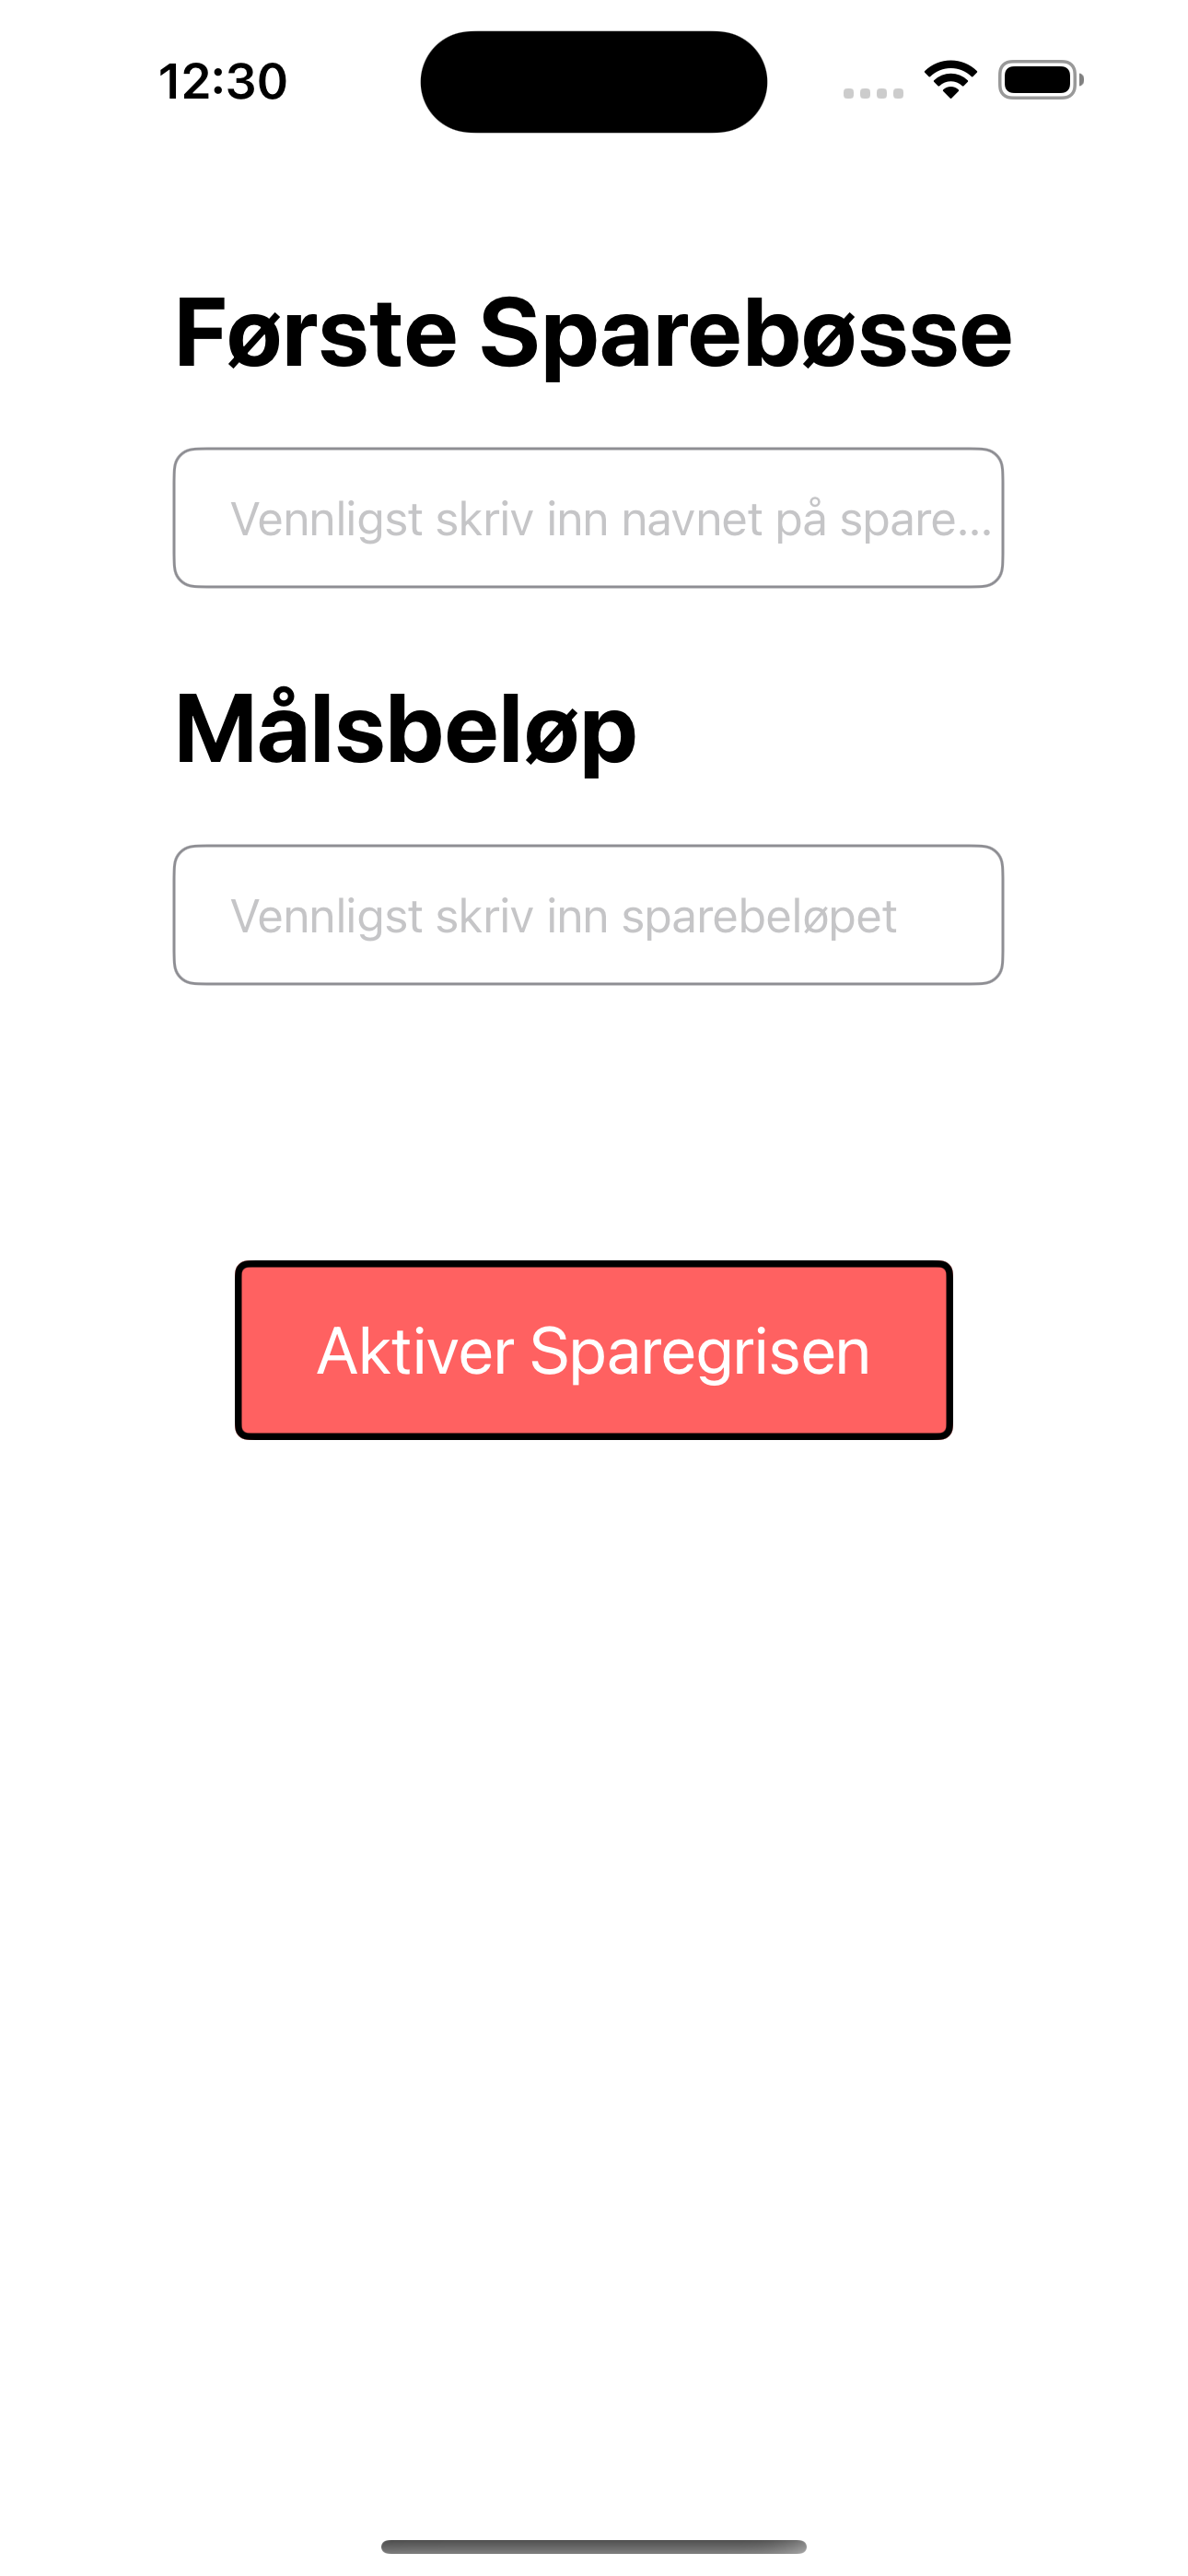 12:30
Første Sparebøsse
Vennligst skriv inn navnet på spare...
Målsbeløp
Vennligst skriv inn sparebeløpet
Aktiver Sparegrisen